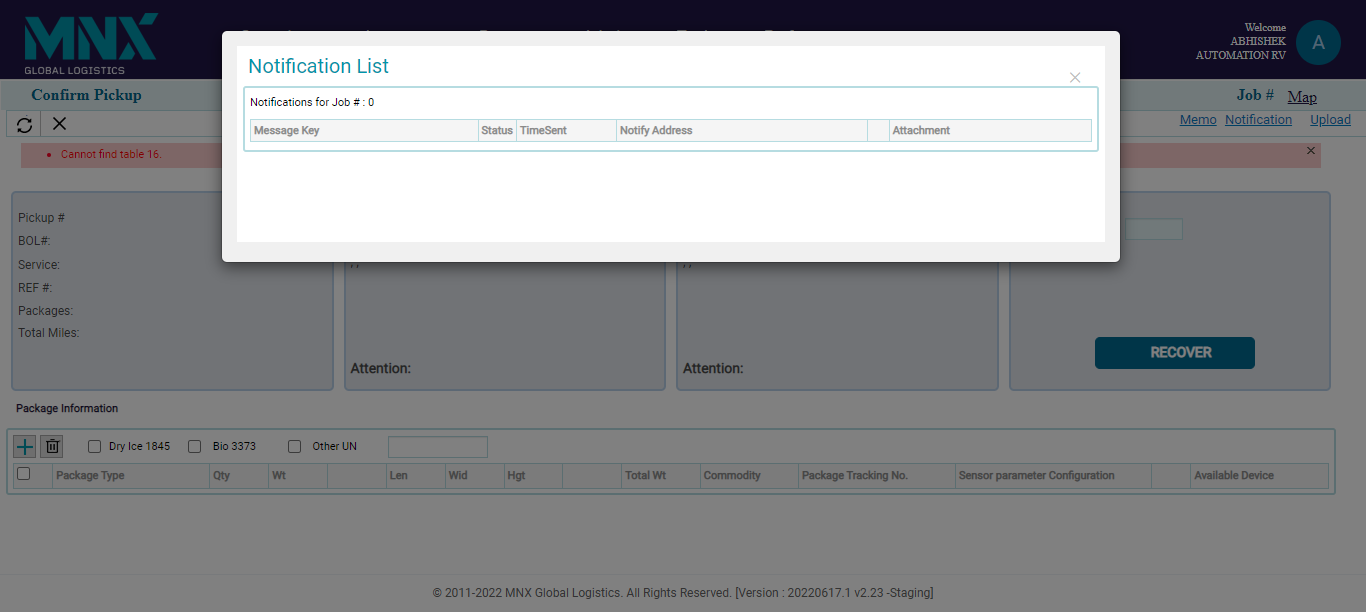 MNX
GLOBAL LOGISTICS
Welcome
ABHISHEK
AUTOMATION RV
A
Notification List
Notifications for Job # : 0
Message Key Status TimeSent Notify Address Attachment
Confirm Pickup
Job # Map
Memo Notification Upload
Cannot find table 16.
Pickup #
BOL#:
Service:
REF #:
Packages:
Total Miles:
, ,
Attention:
, ,
Attention:
RECOVER
Package Information
Dry Ice 1845 Bio 3373 Other UN
Package Type Qty Wt Len Wid Hgt Total Wt Commodity Package Tracking No. Sensor parameter Configuration Available Device
© 2011-2022 MNX Global Logistics. All Rights Reserved. [Version : 20220617.1 v2.23 -Staging]